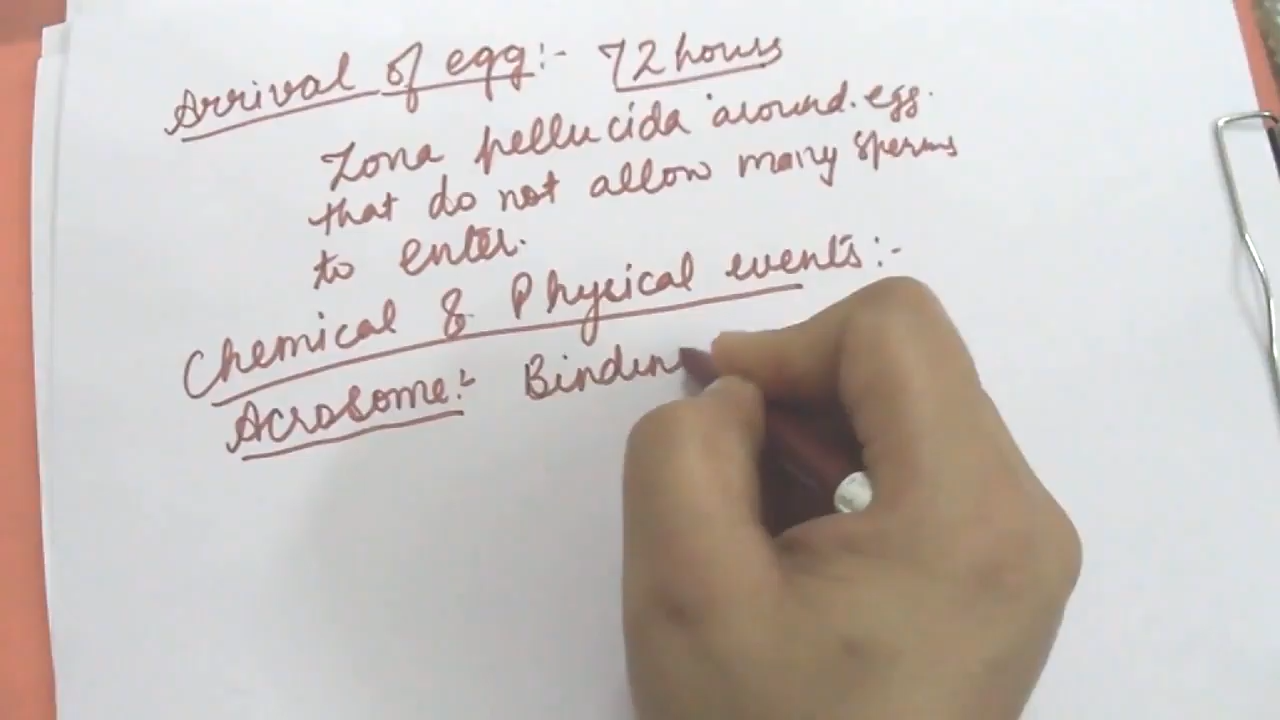 Arrival of egg:- 72 hours
Zona pellucida around egg.
that do not allow many sperms
to enter.
Chemical & Physical events:-
Acrosome:- Bindin